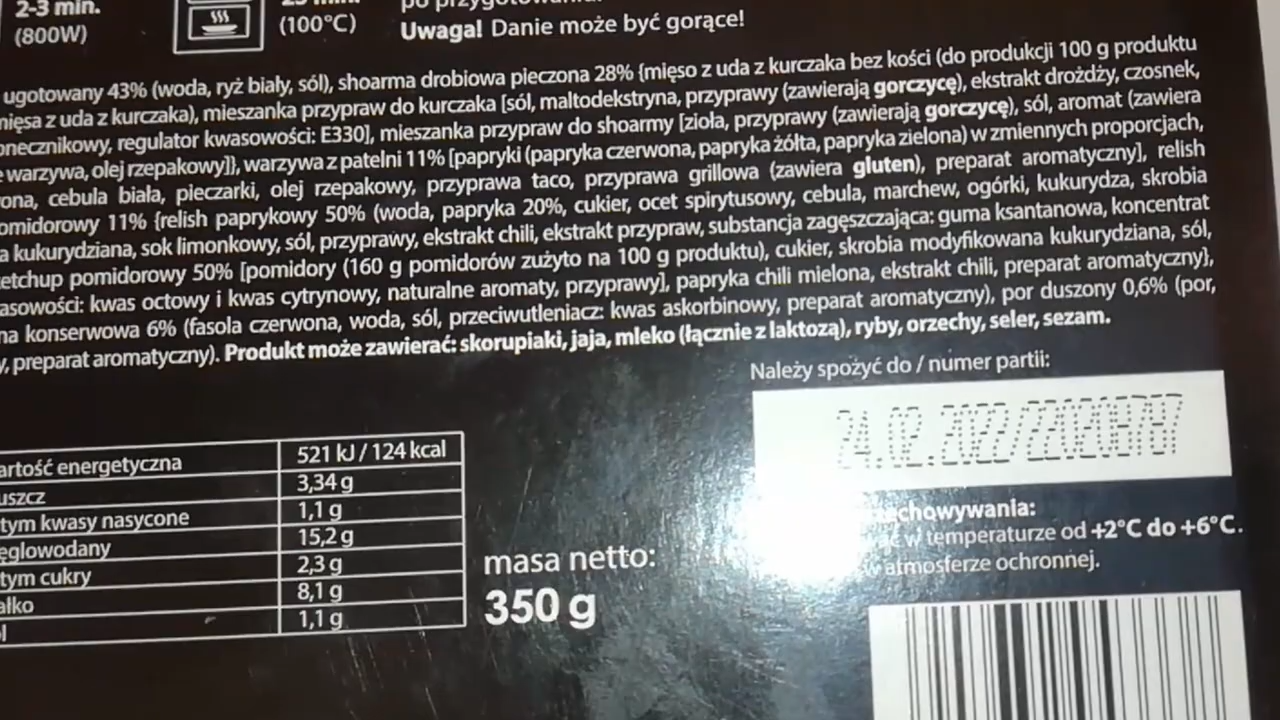 2-3 min.
(800W)
(100°C)
Uwaga! Danie może być gorące!
ugotowany 43% (woda, ryż biały, sól), shoarma drobiowa pieczona 28% {mięso z uda z kurczaka bez kości (do produkcji 100 g produktu
mięsa z uda z kurczaka), mieszanka przypraw do kurczaka [sól, maltodekstryna, przyprawy (zawierają gorczycę), ekstrakt drożdży, czosnek,
onecznikowy, regulator kwasowości: E330], mieszanka przypraw do shoarmy [zioła, przyprawy (zawierają gorczycę), sól, aromat (zawiera
warzywa, olej rzepakowy]}, warzywa z patelni 11% [papryki (papryka czerwona, papryka żółta, papryka zielona) w zmiennych proporcjach,
ona, cebula biała, pieczarki, olej rzepakowy, przyprawa taco, przyprawa grillowa (zawiera gluten), preparat aromatyczny], relish
omidorowy 11% {relish paprykowy 50% (woda, papryka 20%, cukier, ocet spirytusowy, cebula, marchew, ogórki, kukurydza, skrobia
a kukurydziana, sok limonkowy, sól, przyprawy, ekstrakt chili, ekstrakt przypraw, substancja zagęszczająca: guma ksantanowa, koncentrat
etchup pomidorowy 50% [pomidory (160 g pomidorów zużyto na 100 g produktu), cukier, skrobia modyfikowana kukurydziana, sól,
asowości: kwas octowy i kwas cytrynowy, naturalne aromaty, przyprawy], papryka chili mielona, ekstrakt chili, preparat aromatyczny},
na konserwowa 6% (fasola czerwona, woda, sól, przeciwutleniacz: kwas askorbinowy, preparat aromatyczny), por duszony 0,6% (por,
, preparat aromatyczny). Produkt może zawierać: skorupiaki, jaja, mleko (łącznie z laktozą), ryby, orzechy, seler, sezam.
Należy spożyć do / numer partii:
24.02.2022/220208787
artość energetyczna 521 kJ / 124 kcal
uszcz 3,34 g
tym kwasy nasycone 1,1 g
ęglowodany 15,2 g
tym cukry 2,3 g
ałko 8,1 g
l 1,1 g
masa netto:
350 g
echowywania:
w temperaturze od +2°C do +6°C.
w atmosferze ochronnej.